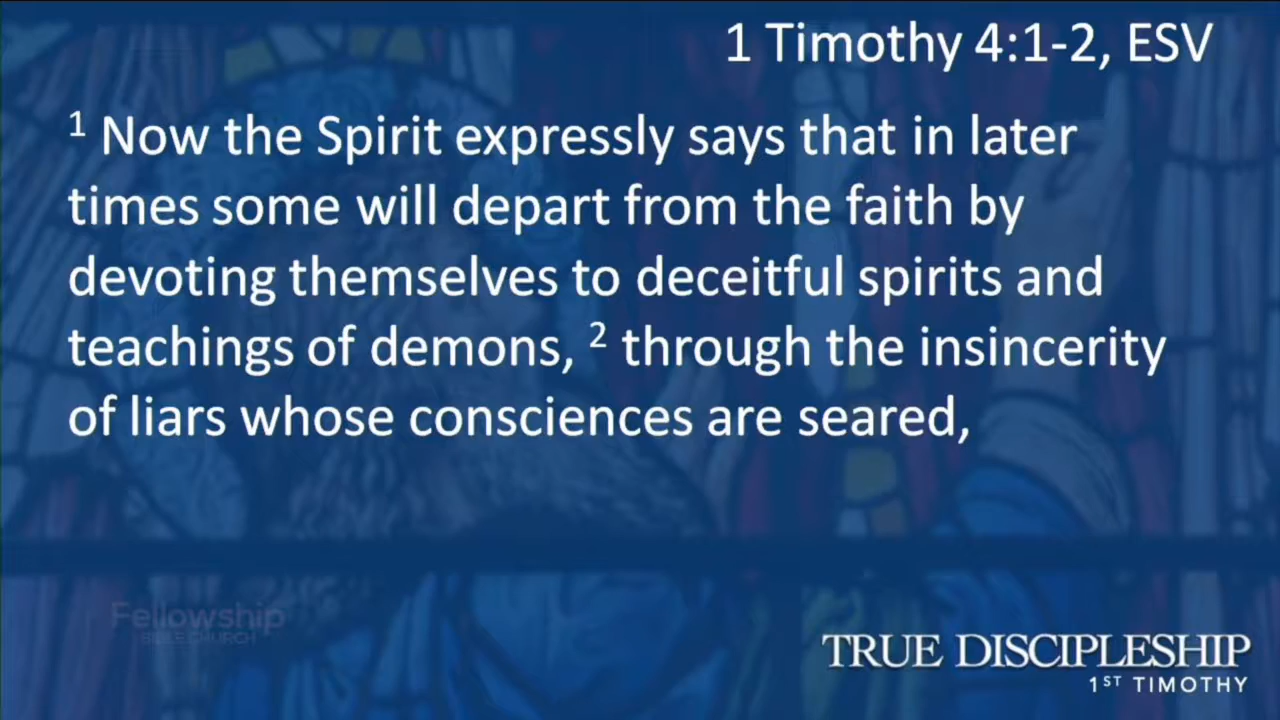 1 Timothy 4:1-2, ESV
1 Now the Spirit expressly says that in later
times some will depart from the faith by
devoting themselves to deceitful spirits and
teachings of demons, 2 through the insincerity
of liars whose consciences are seared,
Fellowship
BIBLE CHURCH
TRUE DISCIPLESHIP
1ST TIMOTHY